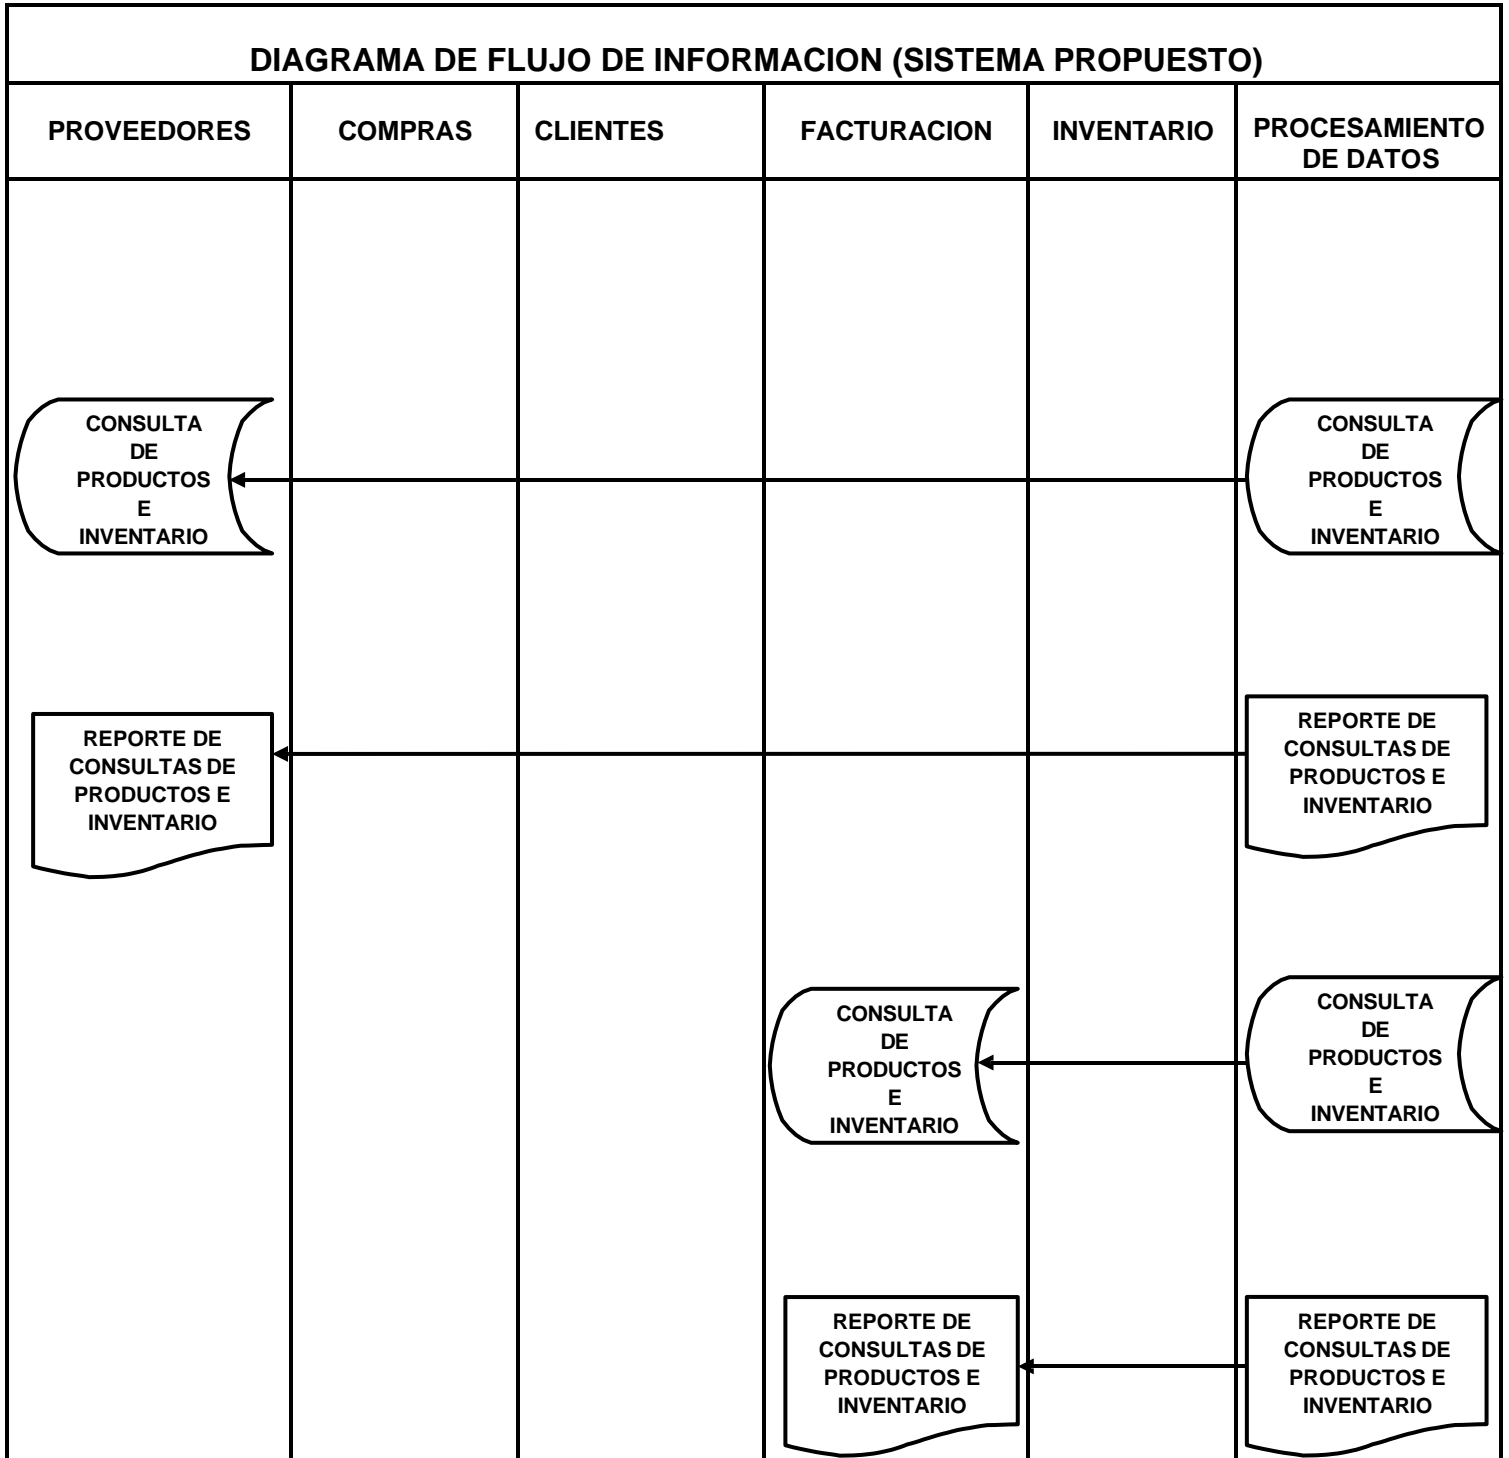 DIAGRAMA DE FLUJO DE INFORMACION (SISTEMA PROPUESTO)
PROVEEDORES
COMPRAS
CLIENTES
FACTURACION
INVENTARIO
PROCESAMIENTO
DE DATOS
CONSULTA
DE
PRODUCTOS
E
INVENTARIO
CONSULTA
DE
PRODUCTOS
E
INVENTARIO
REPORTE DE
CONSULTAS DE
PRODUCTOS E
INVENTARIO
REPORTE DE
CONSULTAS DE
PRODUCTOS E
INVENTARIO
CONSULTA
DE
PRODUCTOS
E
INVENTARIO
CONSULTA
DE
PRODUCTOS
E
INVENTARIO
REPORTE DE
CONSULTAS DE
PRODUCTOS E
INVENTARIO
REPORTE DE
CONSULTAS DE
PRODUCTOS E
INVENTARIO